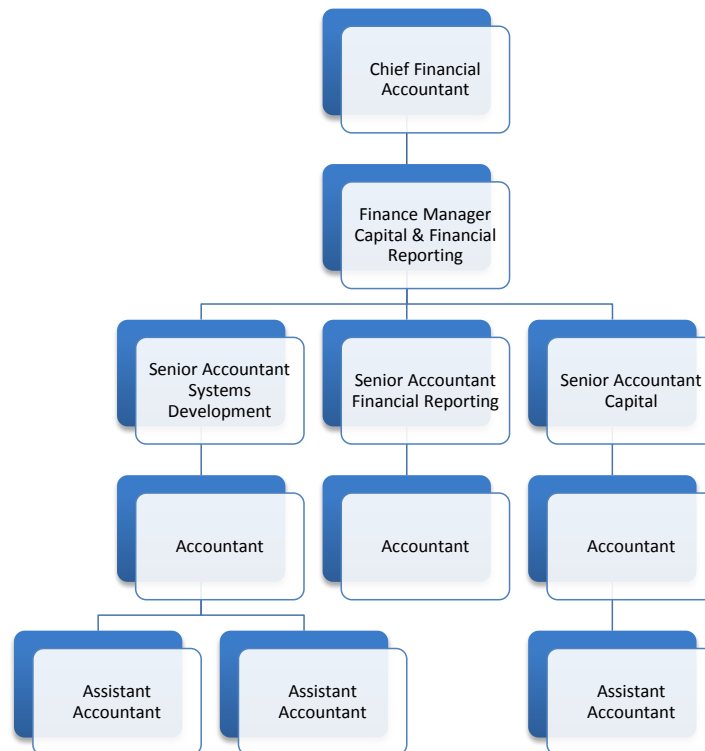 Chief Financial
Accountant
Finance Manager
Capital & Financial
Reporting
Senior Accountant
Systems
Development
Senior Accountant
Financial Reporting
Senior Accountant
Capital
Accountant
Accountant
Accountant
Assistant
Accountant
Assistant
Accountant
Assistant
Accountant